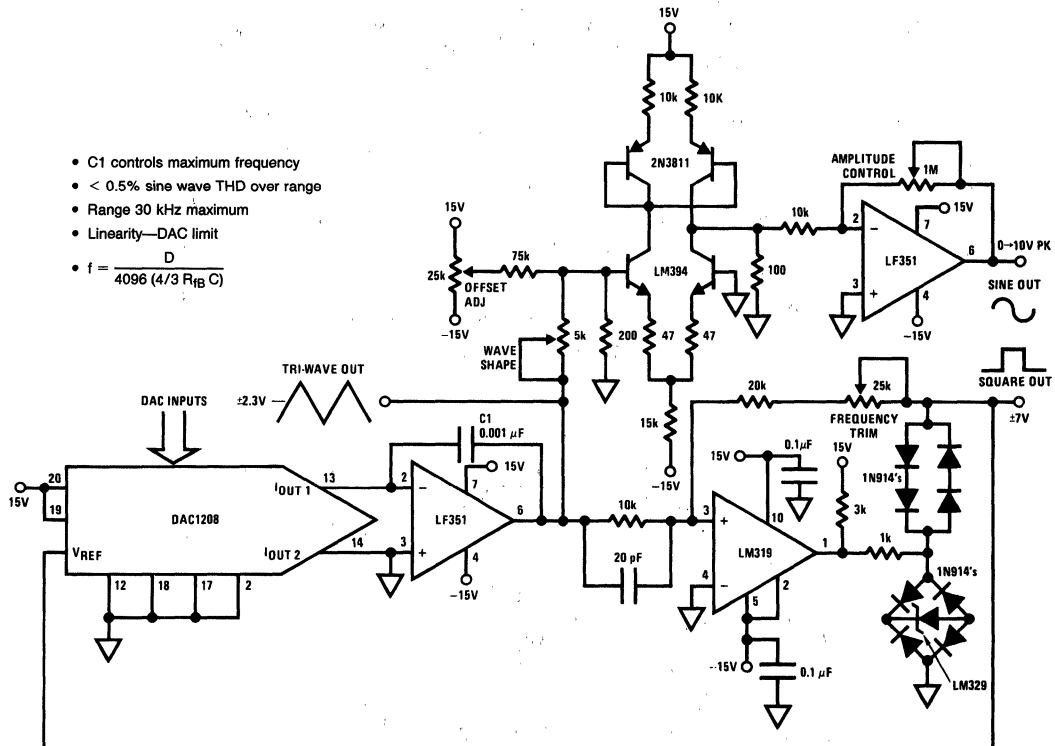 15V
10k
10K
2N3811
• C1 controls maximum frequency
• < 0.5% sine wave THD over range
• Range 30 kHz maximum
• Linearity—DAC limit
• f = D
4096 (4/3 RfB C)
AMPLITUDE
CONTROL
1M
15V
10k
2
−
7
LF351
6
0→10V PK
3
+
4
−15V
SINE OUT
100
15V
25k
75k
OFFSET
ADJ
−15V
LM394
5k
WAVE
SHAPE
200
47
47
15k
−15V
TRI-WAVE OUT
±2.3V
DAC INPUTS
20k
25k
FREQUENCY
TRIM
SQUARE OUT
±7V
C1
0.001 μF
15V
20
19
DAC1208
VREF
IOUT 1
13
IOUT 2
14
12
18
17
2
2
−
7
15V
LF351
6
3
+
4
−15V
10k
20 pF
15V
0.1μF
10
3
+
LM319
1
4
−
5
2
--15V
0.1 μF
15V
3k
1k
1N914's
1N914's
LM329